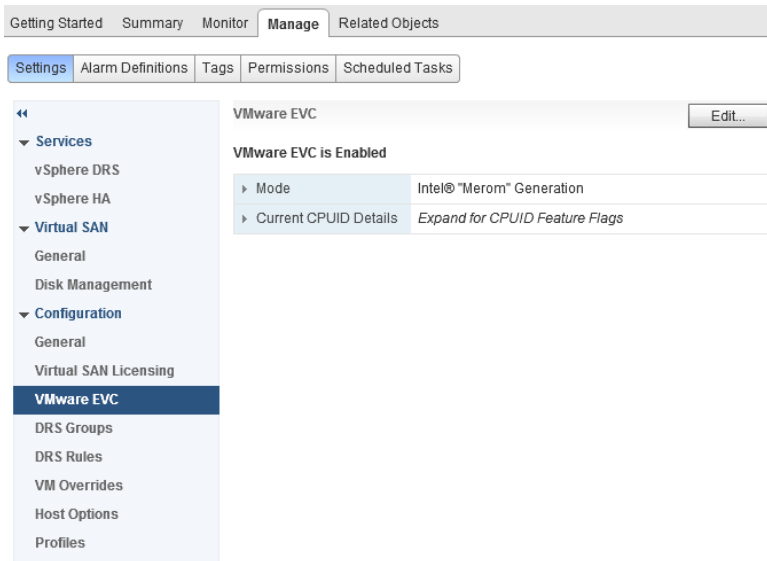 Getting Started Summary Monitor Manage Related Objects
Settings Alarm Definitions Tags Permissions Scheduled Tasks
Services
vSphere DRS
vSphere HA
Virtual SAN
General
Disk Management
Configuration
General
Virtual SAN Licensing
VMware EVC
DRS Groups
DRS Rules
VM Overrides
Host Options
Profiles
VMware EVC Edit...
VMware EVC is Enabled
Mode Intel® "Merom" Generation
Current CPUID Details Expand for CPUID Feature Flags